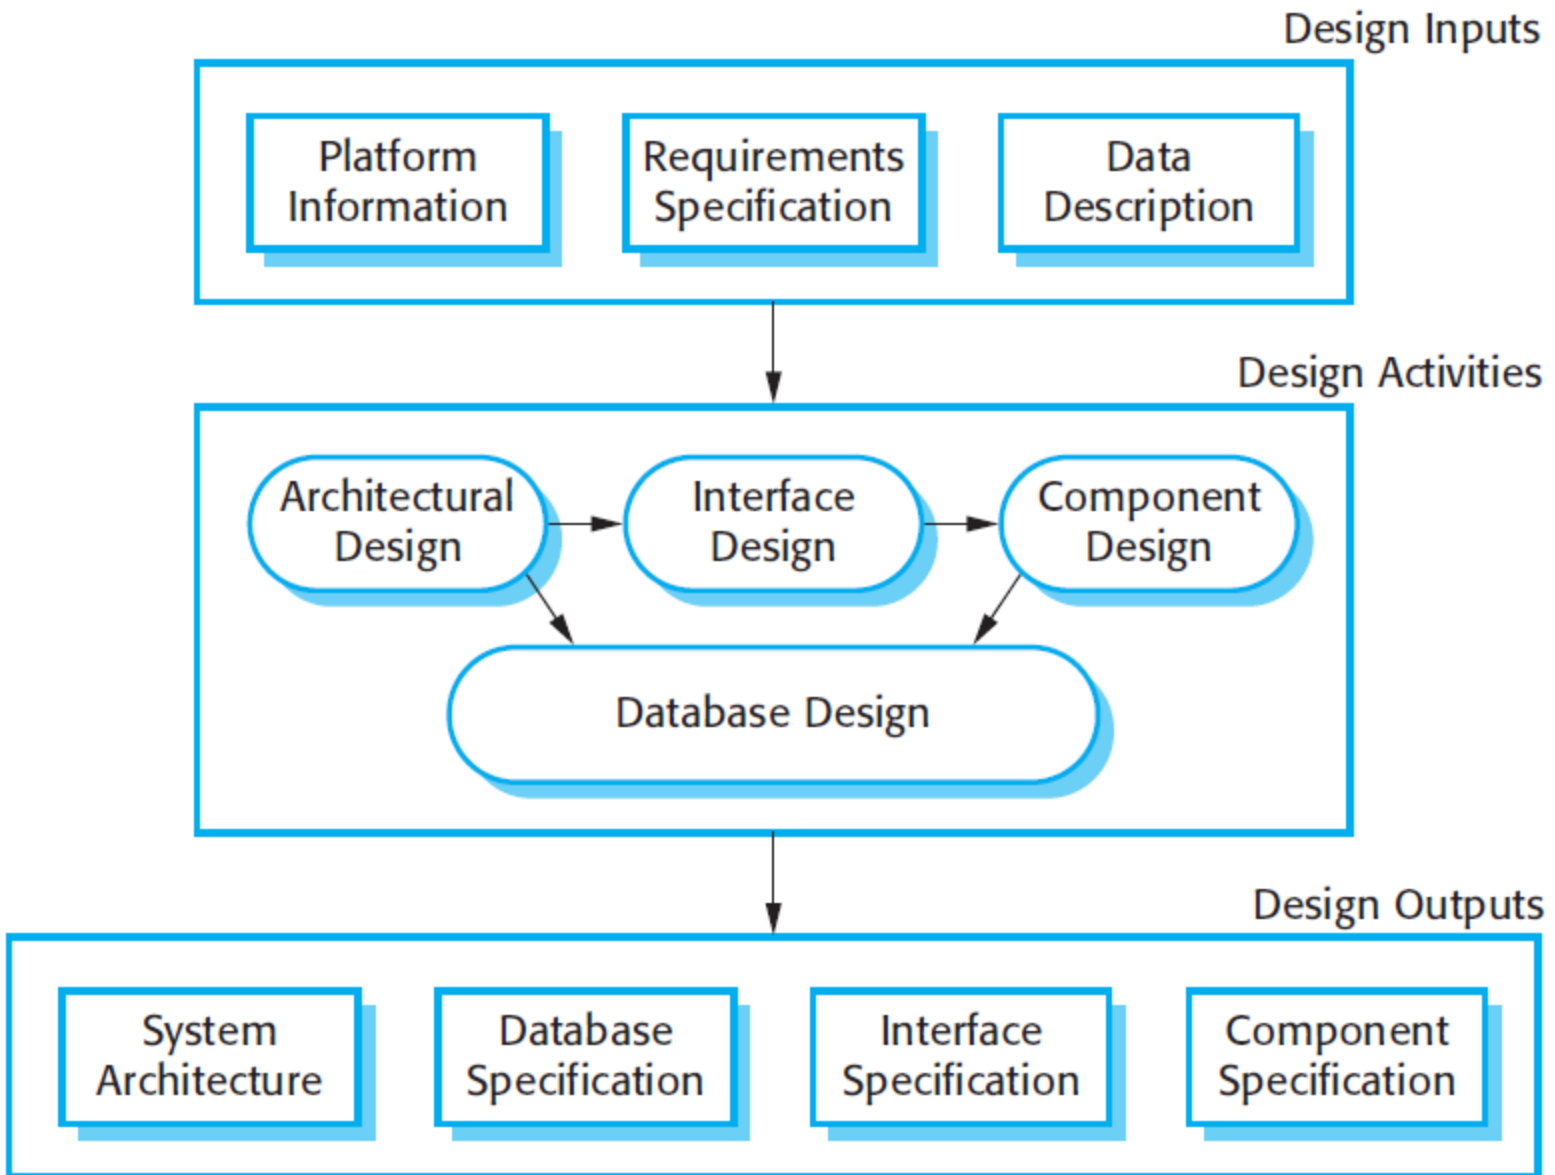 Design Inputs
Platform
Information
Requirements
Specification
Data
Description
Design Activities
Architectural
Design
Interface
Design
Component
Design
Database Design
Design Outputs
System
Architecture
Database
Specification
Interface
Specification
Component
Specification